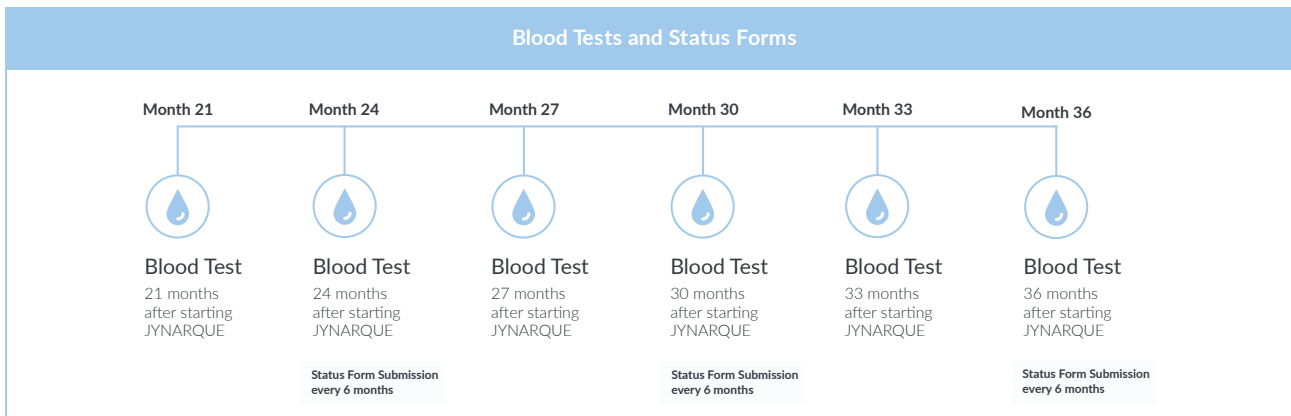 Blood Tests and Status Forms
Month 21
Month 24
Month 27
Month 30
Month 33
Month 36
Blood Test
21 months
after starting
JYNARQUE
Blood Test
24 months
after starting
JYNARQUE
Status Form Submission
every 6 months
Blood Test
27 months
after starting
JYNARQUE
Blood Test
30 months
after starting
JYNARQUE
Status Form Submission
every 6 months
Blood Test
33 months
after starting
JYNARQUE
Blood Test
36 months
after starting
JYNARQUE
Status Form Submission
every 6 months